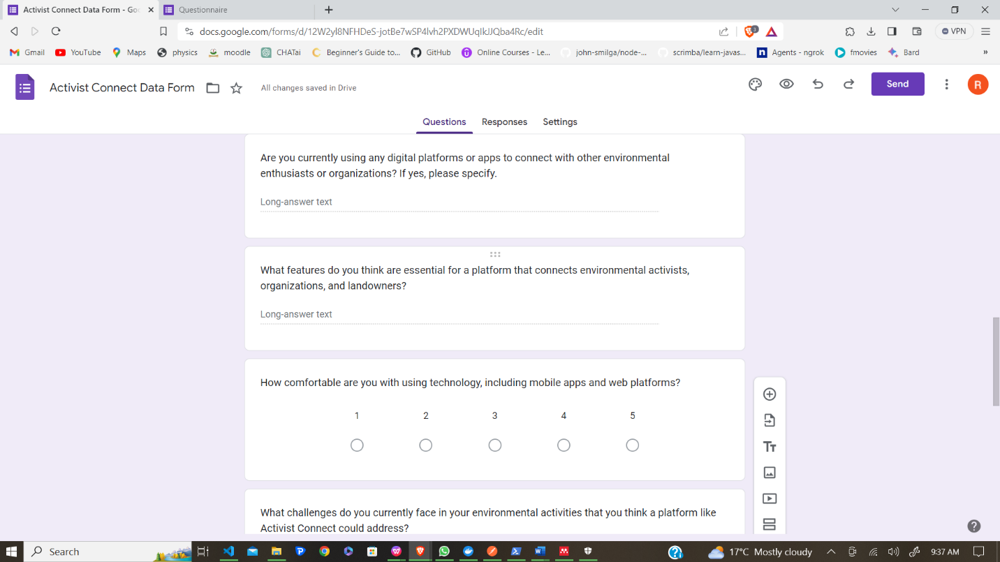 Activist Connect Data Form - Goo
Questionnaire
docs.google.com/forms/d/12W2yl8NFHDeS-jotBe7wSP4lvh2PXDWUqIkJJQba4Rc/edit
3
VPN
Gmail
YouTube
Maps
physics
moodle
CHATai
Beginner's Guide to...
GitHub
Online Courses - Le...
john-smilga/node-...
scrimba/learn-javas...
Agents - ngrok
fmovies
Bard
»
Activist Connect Data Form
All changes saved in Drive
Send
R
Questions
Responses
Settings
Are you currently using any digital platforms or apps to connect with other environmental
enthusiasts or organizations? If yes, please specify.
Long-answer text
What features do you think are essential for a platform that connects environmental activists,
organizations, and landowners?
Long-answer text
How comfortable are you with using technology, including mobile apps and web platforms?
1 2 3 4 5
Tт
What challenges do you currently face in your environmental activities that you think a platform like
Activist Connect could address?
Search
17°C Mostly cloudy
9:37 AM